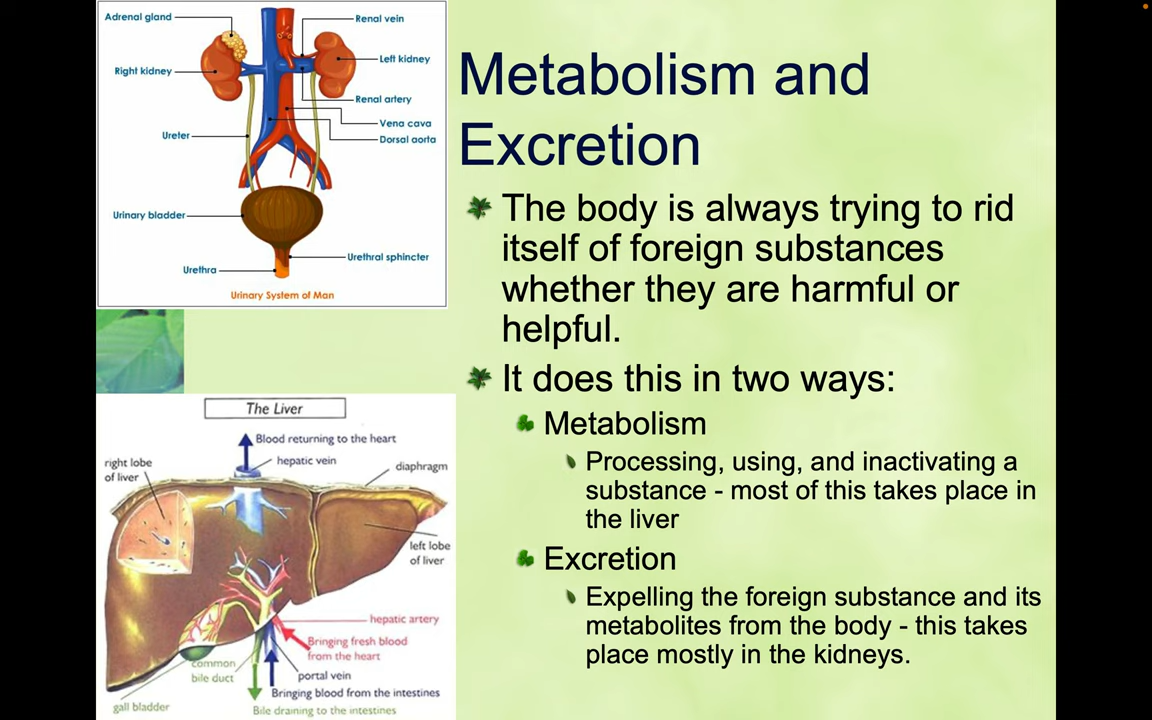 Adrenal gland
Renal vein
Left kidney
Right kidney
Renal artery
Vena cava
Ureter
Dorsal aorta
Urinary bladder
Urethral sphincter
Urethra
Urinary System of Man
Metabolism and
Excretion
The body is always trying to rid
itself of foreign substances
whether they are harmful or
helpful.
It does this in two ways:
Metabolism
Processing, using, and inactivating a
substance - most of this takes place in
the liver
Excretion
Expelling the foreign substance and its
metabolites from the body - this takes
place mostly in the kidneys.
The Liver
Blood returning to the heart
hepatic vein
diaphragm
right lobe
of liver
left lobe
of liver
hepatic artery
Bringing fresh blood
from the heart
common
bile duct
portal vein
Bringing blood from the intestines
gall bladder
Bile draining to the intestines